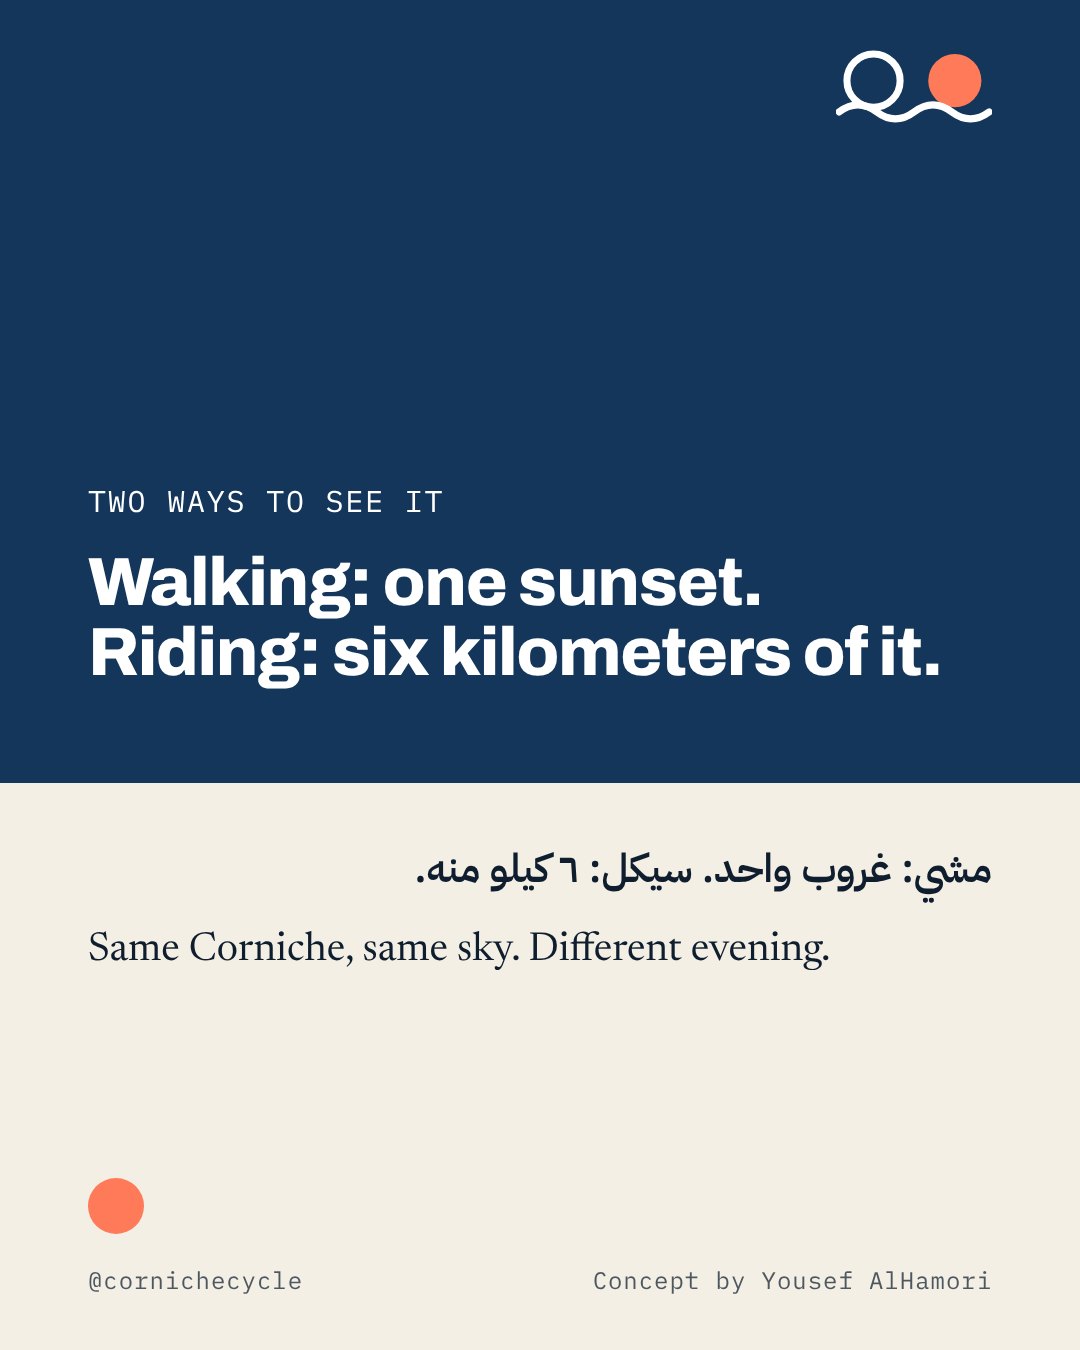 TWO WAYS TO SEE IT
Walking: one sunset.
Riding: six kilometers of it.
مشي: غروب واحد. سيكل: ٦ كيلو منه.
Same Corniche, same sky. Different evening.
@cornichecycle
Concept by Yousef AlHamori